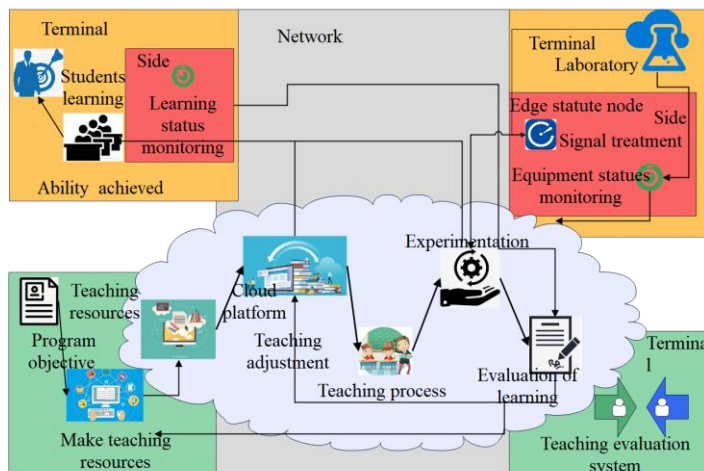 Terminal
Students
learning
Side
Learning
status
monitoring
Ability achieved
Network
Terminal
Laboratory
Edge statute node
Side
Signal treatment
Equipment statues
monitoring
Experimentation
Teaching
resources
Program
objective
Make teaching
resources
Cloud
platform
Teaching
adjustment
Teaching process
Evaluation of
learning
Termina
l
Teaching evaluation
system